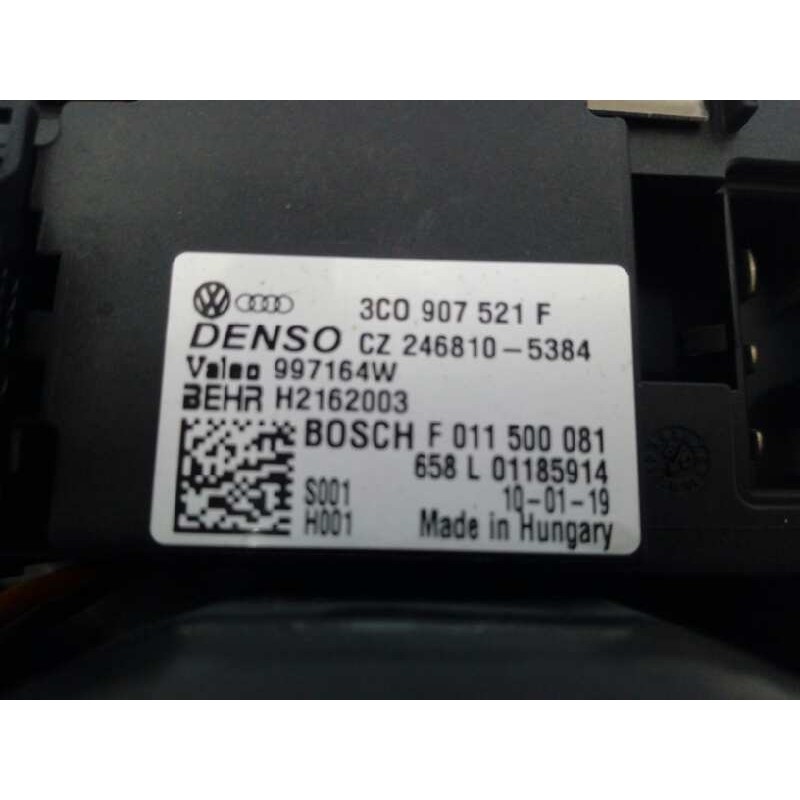 3C0 907 521 F
DENSO CZ 246810-5384
Valeo 997164W
BEHR H2162003
BOSCH F 011 500 081
658 L 01185914
S001 10-01-19
H001 Made in Hungary